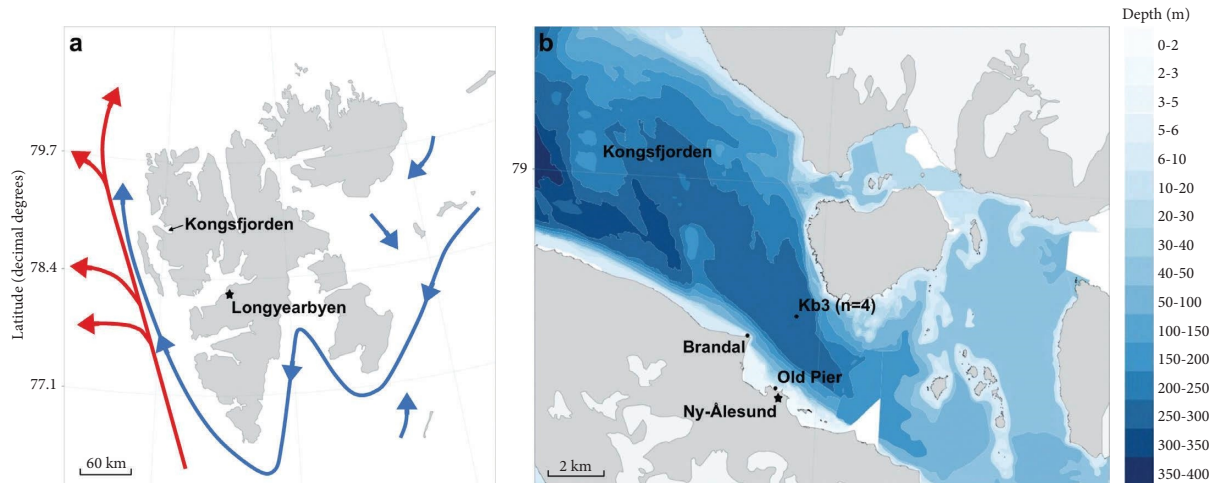 a
Latitude (decimal degrees)
79.7
78.4
77.1
Kongsfjorden
Longyearbyen
60 km
b
79
Kongsfjorden
Kb3 (n=4)
Brandal
Old Pier
Ny-Ålesund
2 km
Depth (m)
0-2
2-3
3-5
5-6
6-10
10-20
20-30
30-40
40-50
50-100
100-150
150-200
200-250
250-300
300-350
350-400